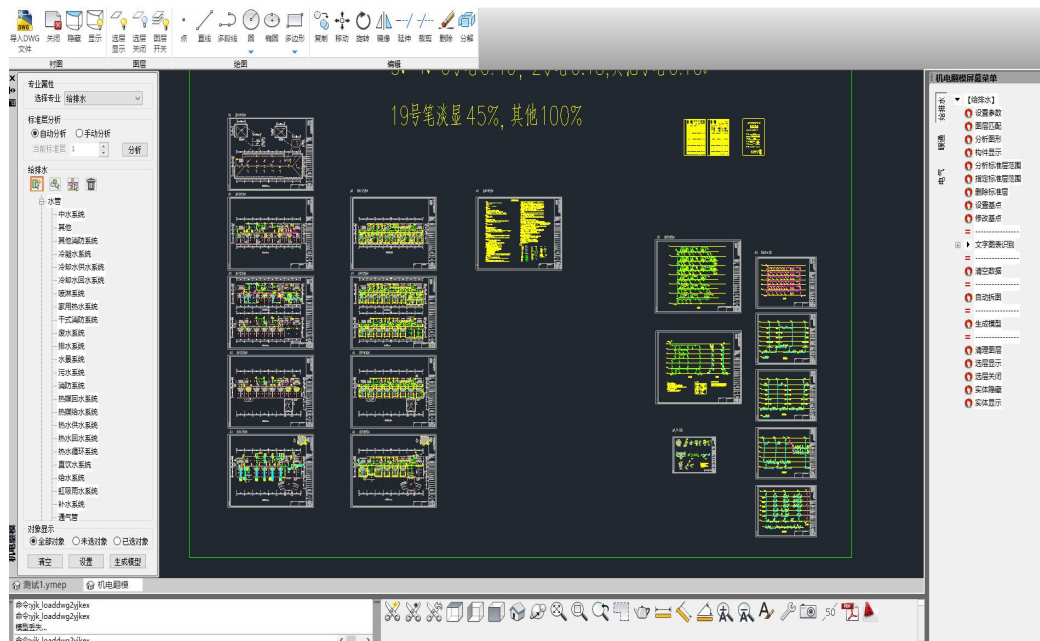 导入DWG文件 关闭 隐藏 显示 选层显示 选层关闭 图层开关 点 直线 多段线 圆 椭圆 多边形 复制 移动 旋转 镜像 延伸 裁剪 删除 分解
衬图 图层 绘图 编辑
专业属性
选择专业 给排水
标准层分析
自动分析 手动分析
当前标准层 1 分析
给排水
水管
中水系统
其他
其他消防系统
冷凝水系统
冷却水供水系统
冷却水回水系统
喷淋系统
家用热水系统
干式消防系统
废水系统
排水系统
水景系统
污水系统
消防系统
热媒回水系统
热媒给水系统
热水供水系统
热水回水系统
热水循环系统
直饮水系统
给水系统
虹吸雨水系统
补水系统
通气管
对象显示
全部对象 未选对象 已选对象
清空 设置 生成模型
19号笔淡显45%, 其他100%
机电翻模屏幕菜单
给排水
暖通
电气
【给排水】
设置参数
图层匹配
分析图形
构件显示
分析标准层范围
指定标准层范围
删除标准层
设置基点
修改基点
文字图表识别
清空数据
自动拆图
生成模型
清理图层
选层显示
选层关闭
实体隐藏
实体显示
测试1.ymep 机电翻模
命令:yjk_loaddwg2yjkex
命令:yjk_loaddwg2yjkex
模型丢失...
命令:yjk_loaddwg2yjkex